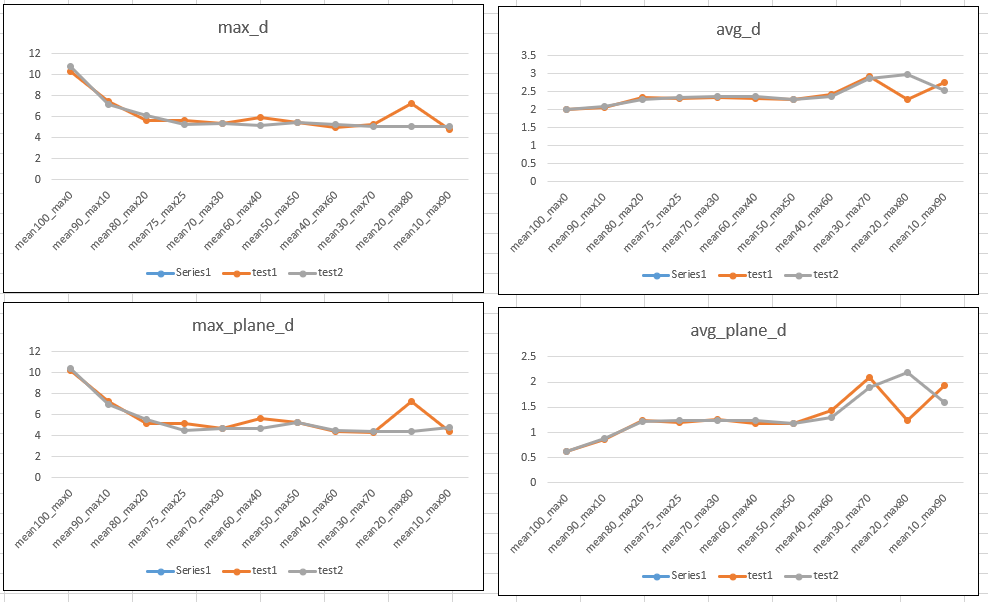 max_d
12
10
8
6
4
2
0
mean100_max0
mean90_max10
mean80_max20
mean75_max25
mean70_max30
mean60_max40
mean50_max50
mean40_max60
mean30_max70
mean20_max80
mean10_max90
Series1 test1 test2
avg_d
3.5
3
2.5
2
1.5
1
0.5
0
mean100_max0
mean90_max10
mean80_max20
mean75_max25
mean70_max30
mean60_max40
mean50_max50
mean40_max60
mean30_max70
mean20_max80
mean10_max90
Series1 test1 test2
max_plane_d
12
10
8
6
4
2
0
mean100_max0
mean90_max10
mean80_max20
mean75_max25
mean70_max30
mean60_max40
mean50_max50
mean40_max60
mean30_max70
mean20_max80
mean10_max90
Series1 test1 test2
avg_plane_d
2.5
2
1.5
1
0.5
0
mean100_max0
mean90_max10
mean80_max20
mean75_max25
mean70_max30
mean60_max40
mean50_max50
mean40_max60
mean30_max70
mean20_max80
mean10_max90
Series1 test1 test2